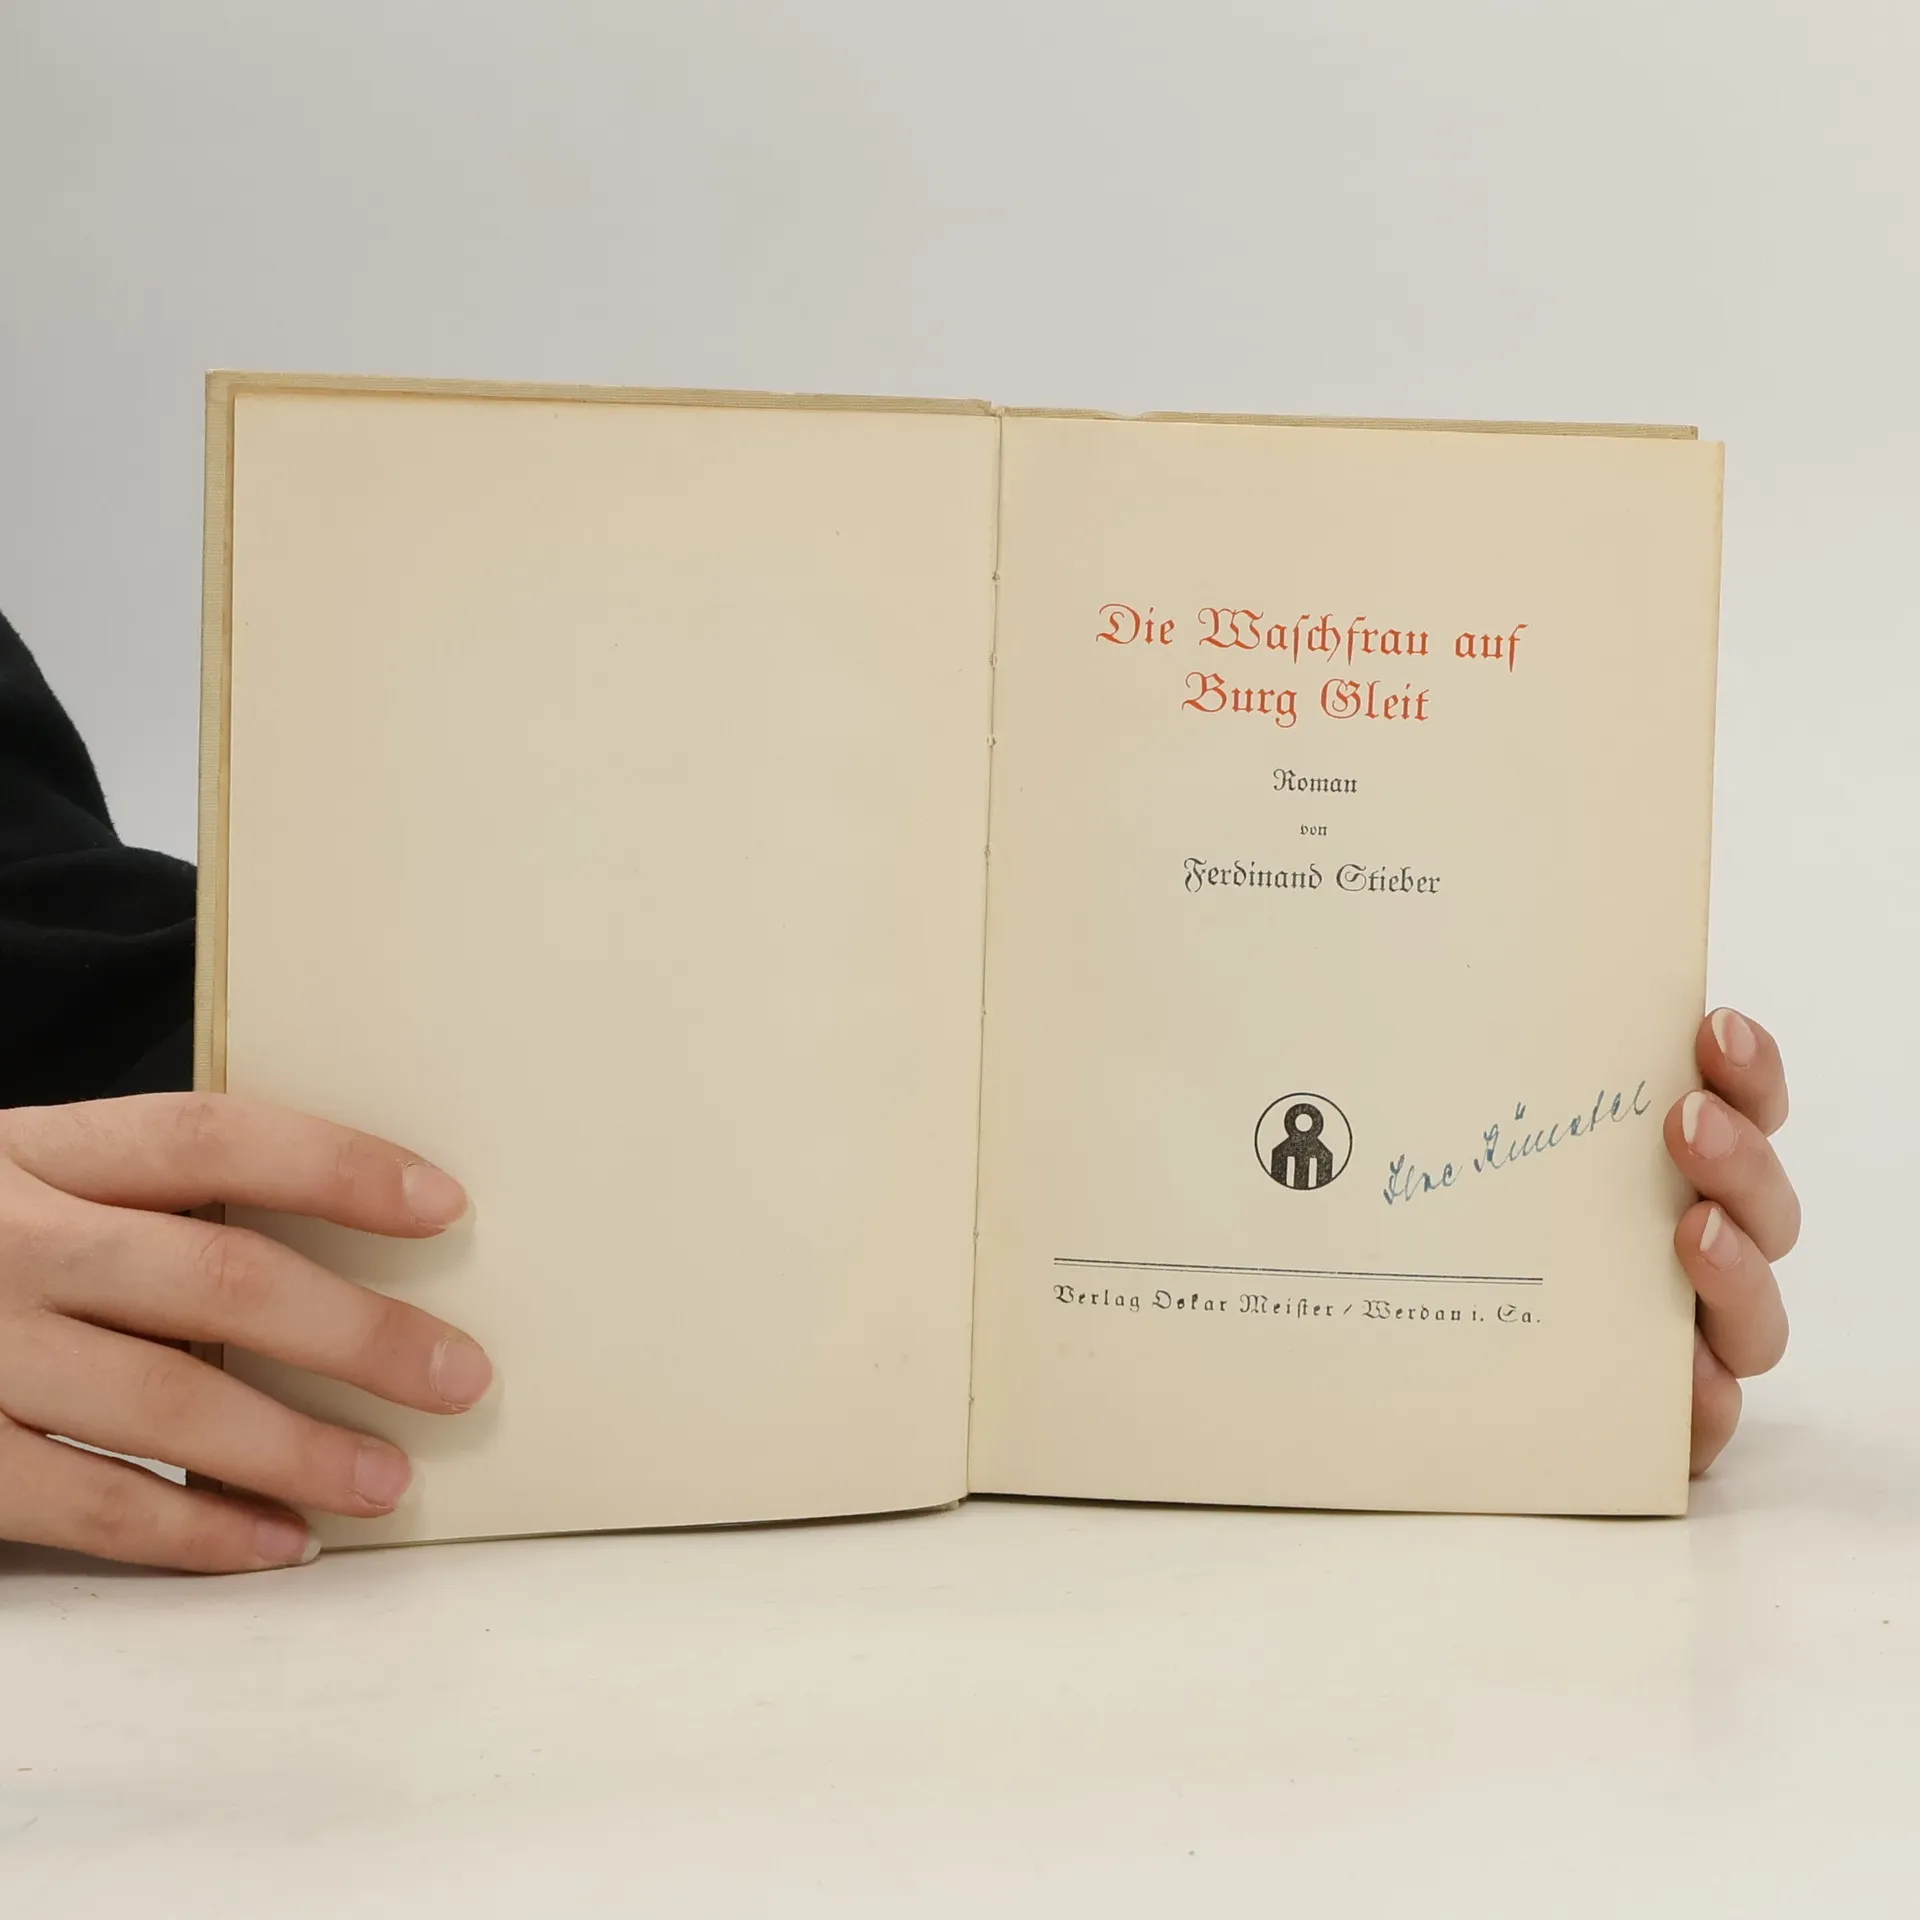 Die Waſchfrau auf
Burg Gleit
Roman
von
Ferdinand Stieber
Verlag Oskar Meiſter / Werdau i. Sa.